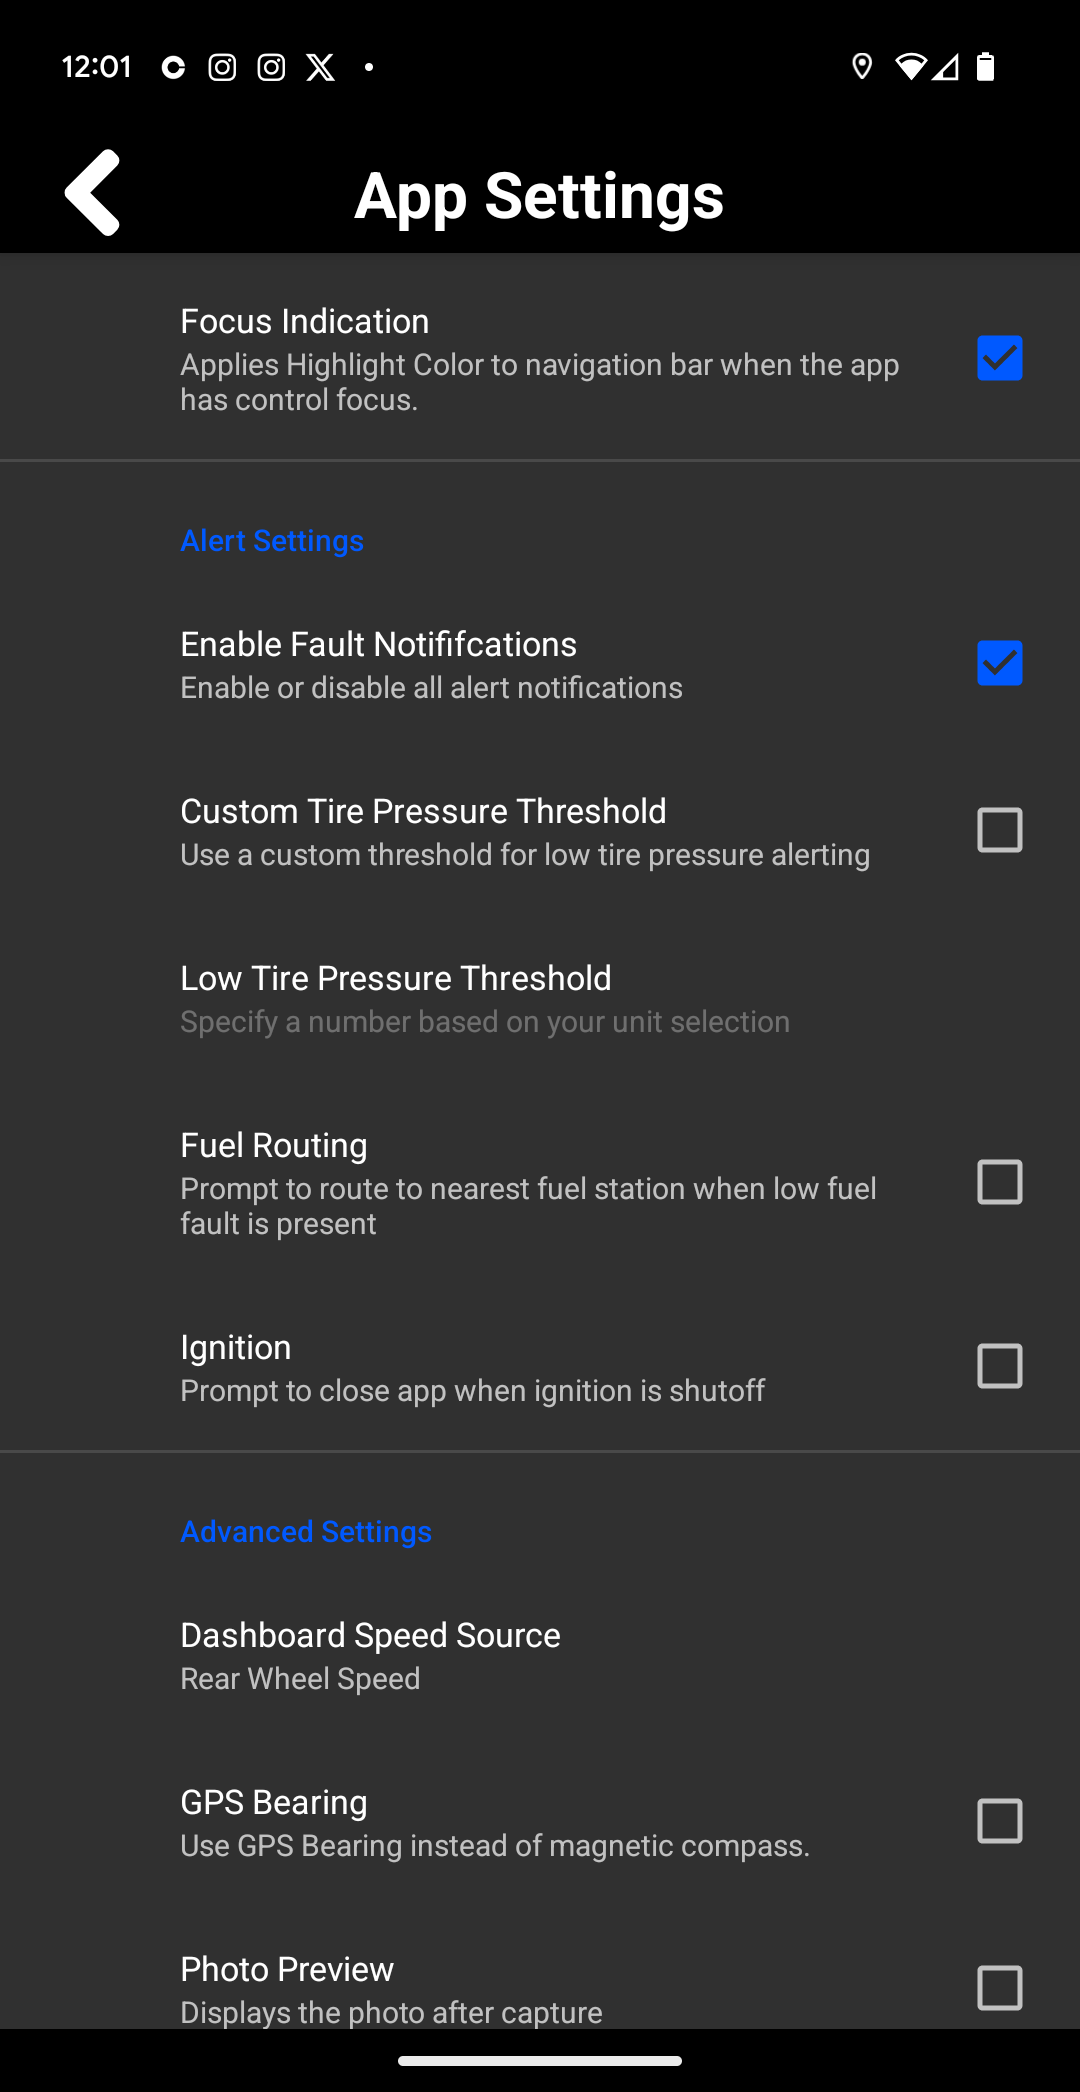 12:01
App Settings
Focus Indication
Applies Highlight Color to navigation bar when the app
has control focus.
Alert Settings
Enable Fault Notififcations
Enable or disable all alert notifications
Custom Tire Pressure Threshold
Use a custom threshold for low tire pressure alerting
Low Tire Pressure Threshold
Specify a number based on your unit selection
Fuel Routing
Prompt to route to nearest fuel station when low fuel
fault is present
Ignition
Prompt to close app when ignition is shutoff
Advanced Settings
Dashboard Speed Source
Rear Wheel Speed
GPS Bearing
Use GPS Bearing instead of magnetic compass.
Photo Preview
Displays the photo after capture